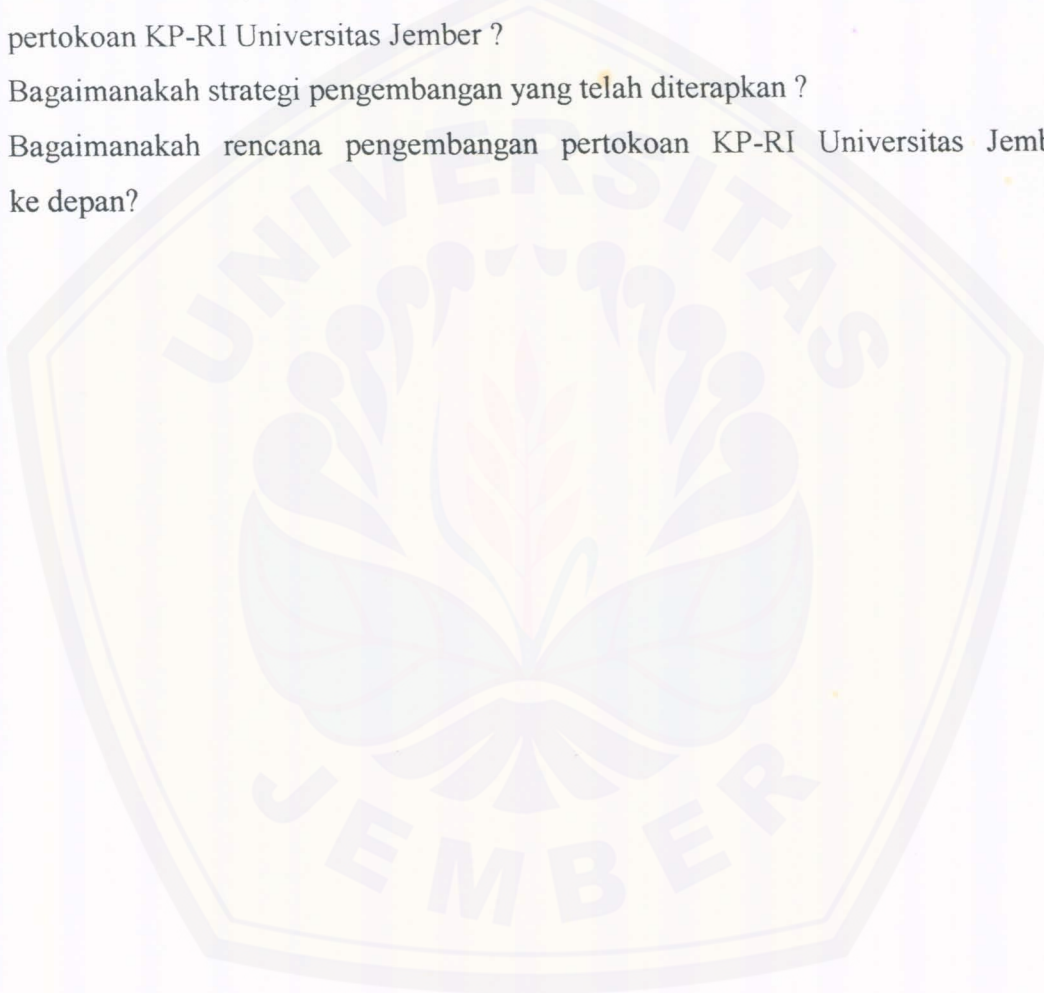 pertokoan KP-RI Universitas Jember ?
Bagaimanakah strategi pengembangan yang telah diterapkan ?
Bagaimanakah rencana pengembangan pertokoan KP-RI Universitas Jemb
ke depan?
UNIVERSITAS
JEMBER